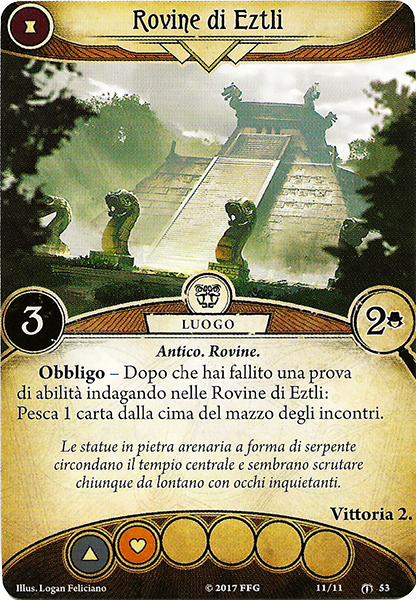 Rovine di Eztli
3
LUOGO
2
Antico. Rovine.
Obbligo – Dopo che hai fallito una prova
di abilità indagando nelle Rovine di Eztli:
Pesca 1 carta dalla cima del mazzo degli incontri.
Le statue in pietra arenaria a forma di serpente
circondano il tempio centrale e sembrano scrutare
chiunque da lontano con occhi inquietanti.
Vittoria 2.
Illus. Logan Feliciano © 2017 FFG 11/11 53